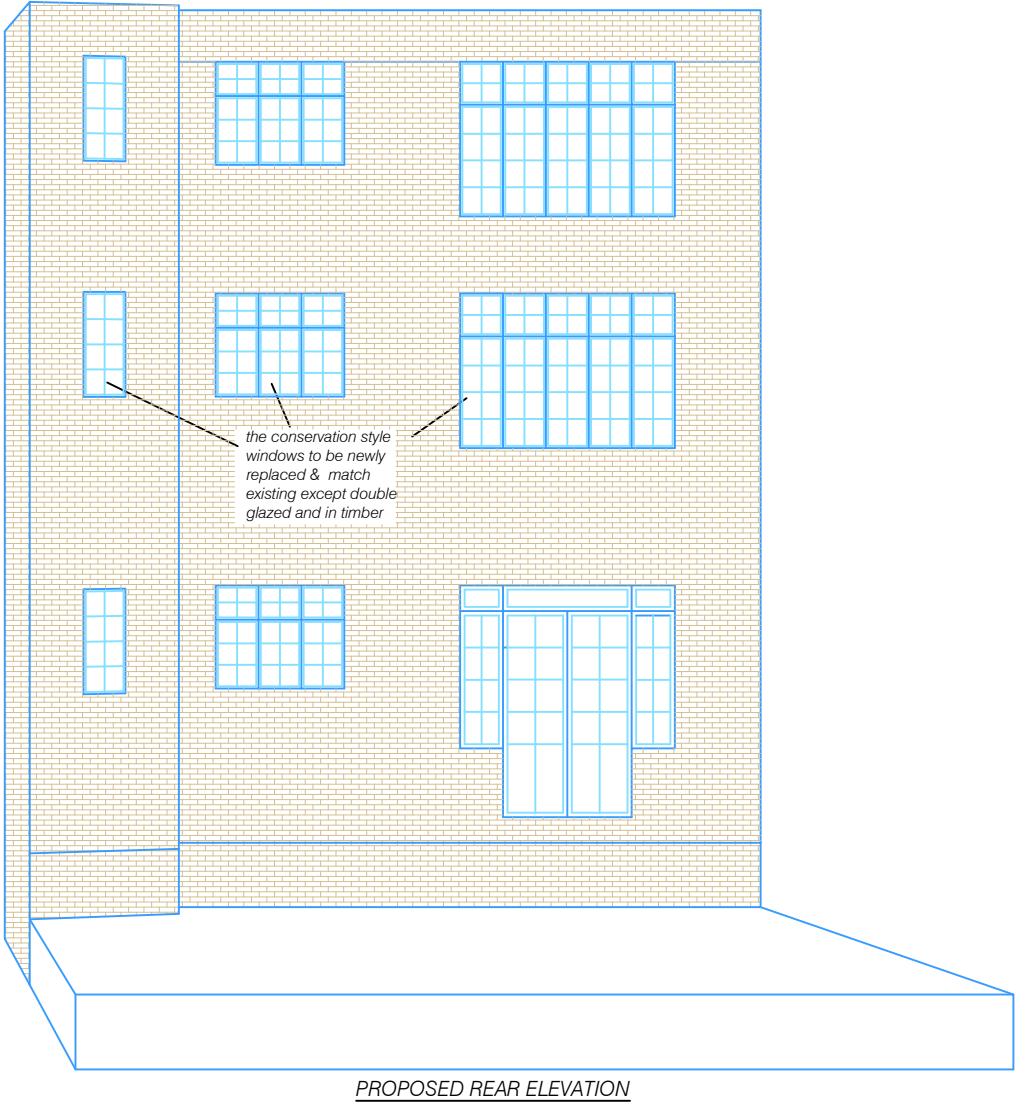 the conservation style
windows to be newly
replaced & match
existing except double
glazed and in timber
PROPOSED REAR ELEVATION